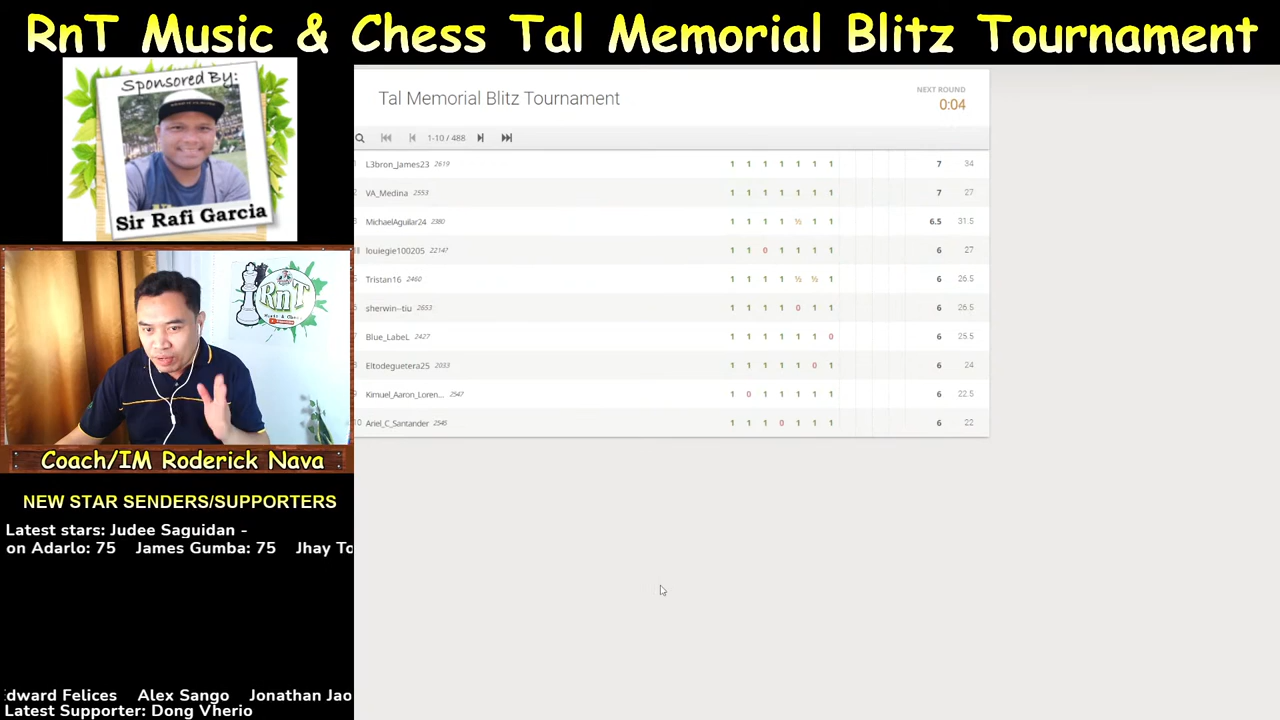 RnT Music & Chess Tal Memorial Blitz Tournament
Sponsored By:
Sir Rafi Garcia
RnT
Music & Chess
Coach/IM Roderick Nava
NEW STAR SENDERS/SUPPORTERS
Latest stars: Judee Saguidan -
on Adarlo: 75 James Gumba: 75 Jhay To
dward Felices Alex Sango Jonathan Jao
Latest Supporter: Dong Vherio
Tal Memorial Blitz Tournament
NEXT ROUND
0:04
1-10 / 488
L3bron_James23 2619 1 1 1 1 1 1 1 7 34
VA_Medina 2553 1 1 1 1 1 1 1 7 27
MichaelAguilar24 2380 1 1 1 1 ½ 1 1 6.5 31.5
louiegie100205 2214? 1 1 0 1 1 1 1 6 27
Tristan16 2460 1 1 1 1 ½ ½ 1 6 26.5
sherwin--tiu 2653 1 1 1 1 0 1 1 6 26.5
Blue_LabeL 2427 1 1 1 1 1 1 0 6 25.5
Eltodeguetera25 2033 1 1 1 1 1 0 1 6 24
Kimuel_Aaron_Loren... 2547 1 0 1 1 1 1 1 6 22.5
10 Ariel_C_Santander 2545 1 1 1 0 1 1 1 6 22